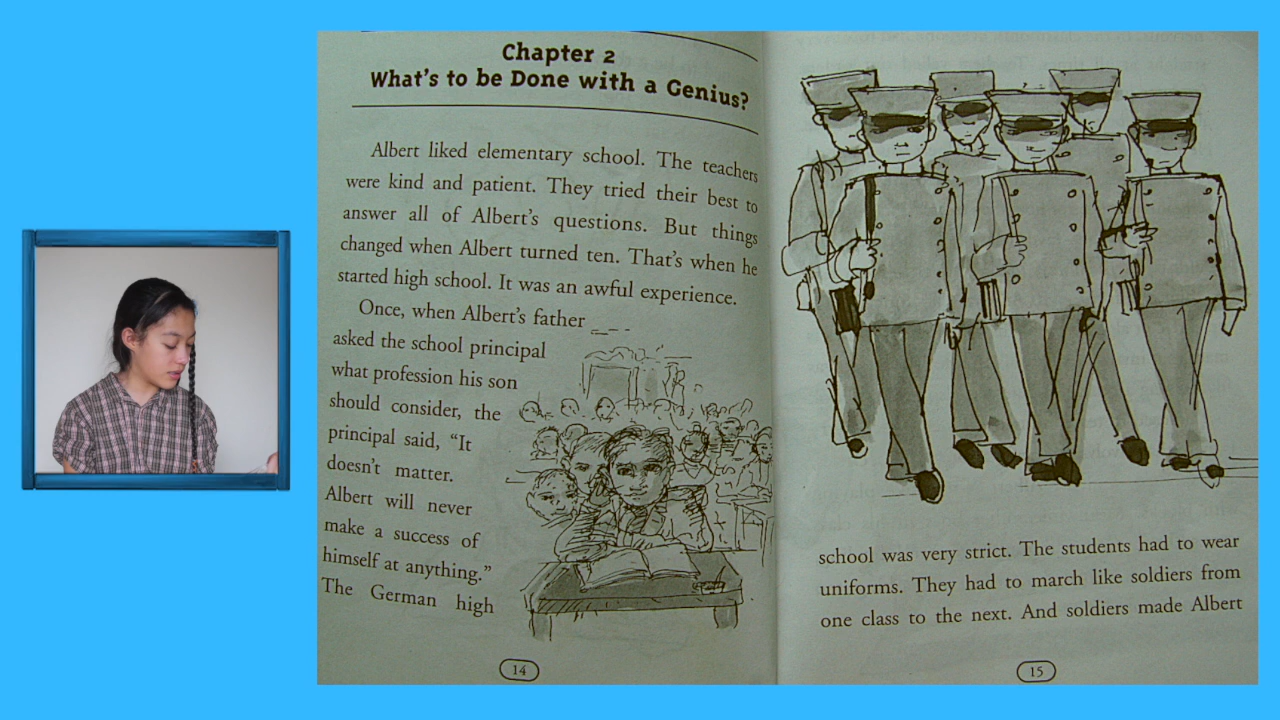 Chapter 2
What's to be Done with a Genius?
Albert liked elementary school. The teachers
were kind and patient. They tried their best to
answer all of Albert's questions. But things
changed when Albert turned ten. That's when he
started high school. It was an awful experience.
Once, when Albert's father
asked the school principal
what profession his son
should consider, the
principal said, "It
doesn't matter.
Albert will never
make a success of
himself at anything."
The German high
14
school was very strict. The students had to wear
uniforms. They had to march like soldiers from
one class to the next. And soldiers made Albert
15